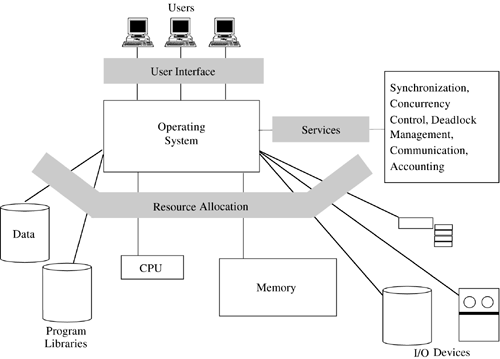 Users
User Interface
Operating
System
Services
Synchronization,
Concurrency
Control, Deadlock
Management,
Communication,
Accounting
Resource Allocation
Data
CPU
Memory
Program
Libraries
I/O Devices